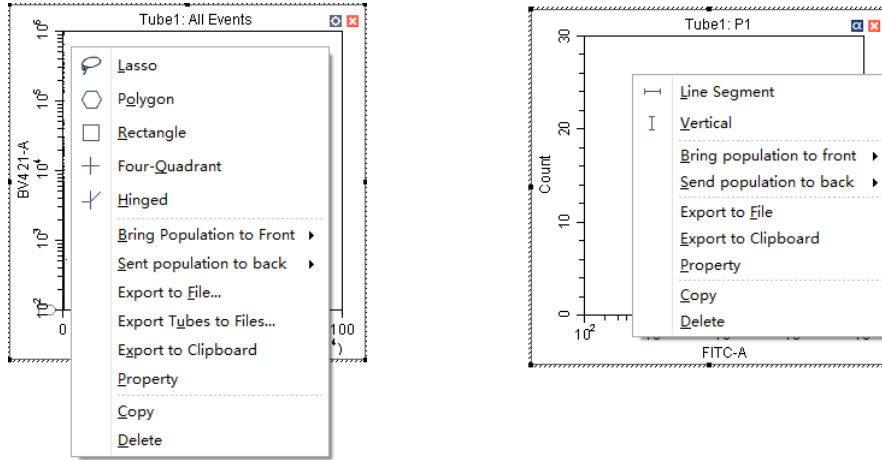 Tube1: All Events
10^6
10^5
10^4
10^3
10^2
BV421-A
0
100
⁴)
Lasso
Polygon
Rectangle
Four-Quadrant
Hinged
Bring Population to Front
Sent population to back
Export to File...
Export Tubes to Files...
Export to Clipboard
Property
Copy
Delete
Tube1: P1
α
30
20
10
0
Count
10^2
FITC-A
Line Segment
Vertical
Bring population to front
Send population to back
Export to File
Export to Clipboard
Property
Copy
Delete